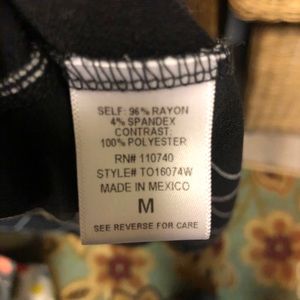 SELF: 96% RAYON
4% SPANDEX
CONTRAST:
100% POLYESTER
RN# 110740
STYLE# TO16074W
MADE IN MEXICO
M
SEE REVERSE FOR CARE